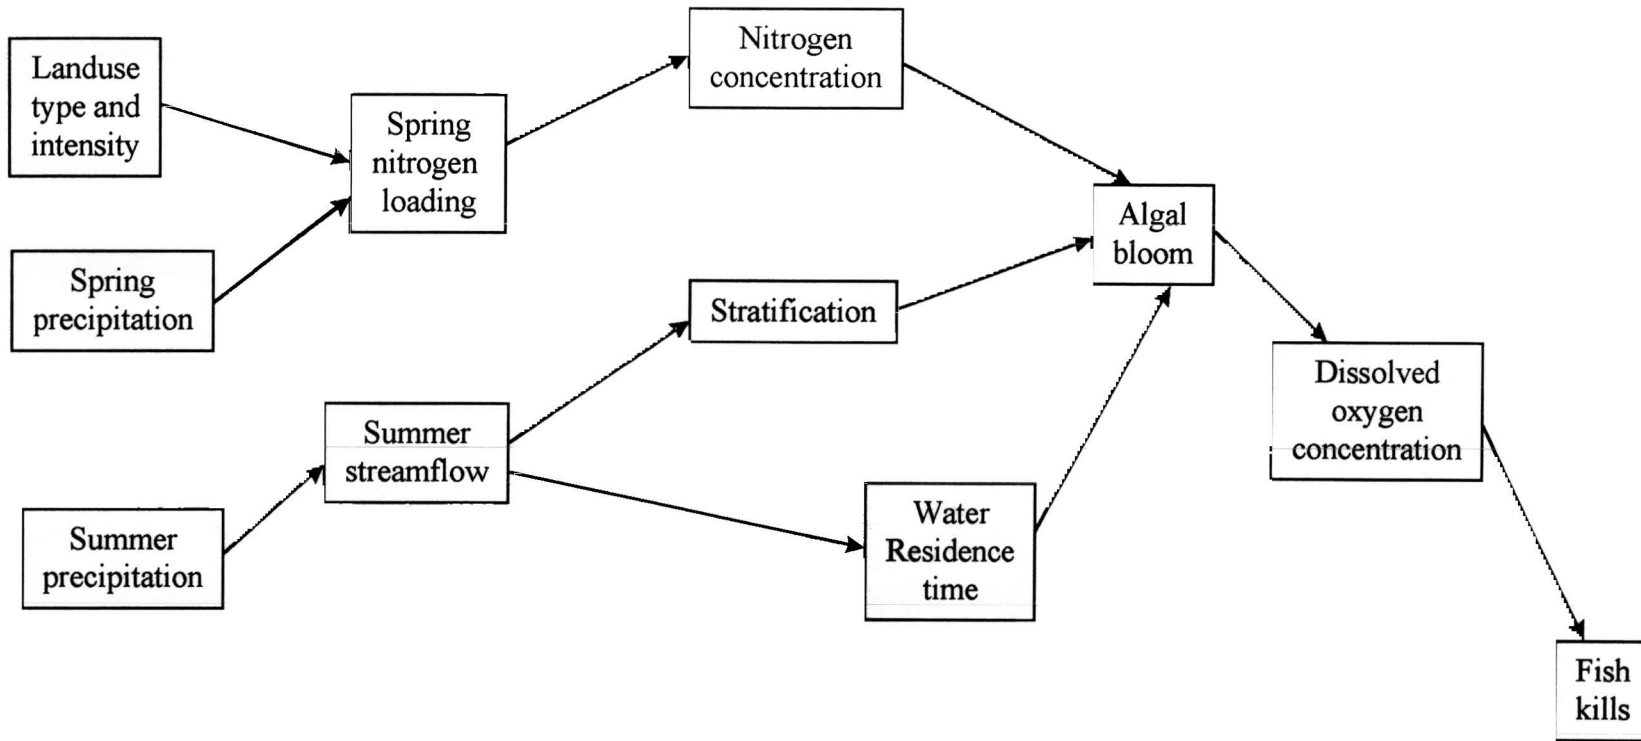 Landuse
type and
intensity
Spring
precipitation
Summer
precipitation
Spring
nitrogen
loading
Summer
streamflow
Nitrogen
concentration
Stratification
Water
Residence
time
Algal
bloom
Dissolved
oxygen
concentration
Fish
kills